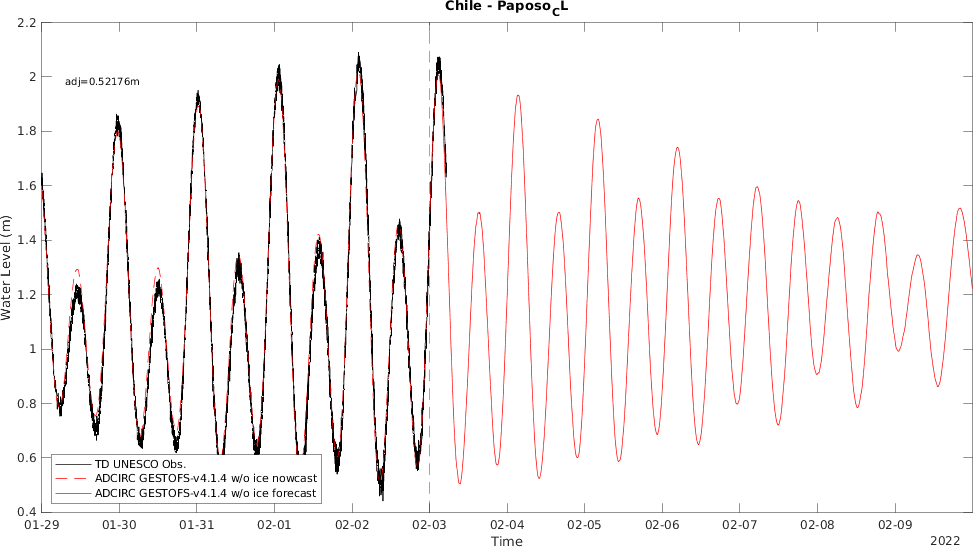 Chile - PaposoCL
2.2
2
1.8
1.6
1.4
1.2
1
0.8
0.6
0.4
Water Level (m)
adj=0.52176m
TD UNESCO Obs.
ADCIRC GESTOFS-v4.1.4 w/o ice nowcast
ADCIRC GESTOFS-v4.1.4 w/o ice forecast
01-29 01-30 01-31 02-01 02-02 02-03 02-04 02-05 02-06 02-07 02-08 02-09
Time
2022